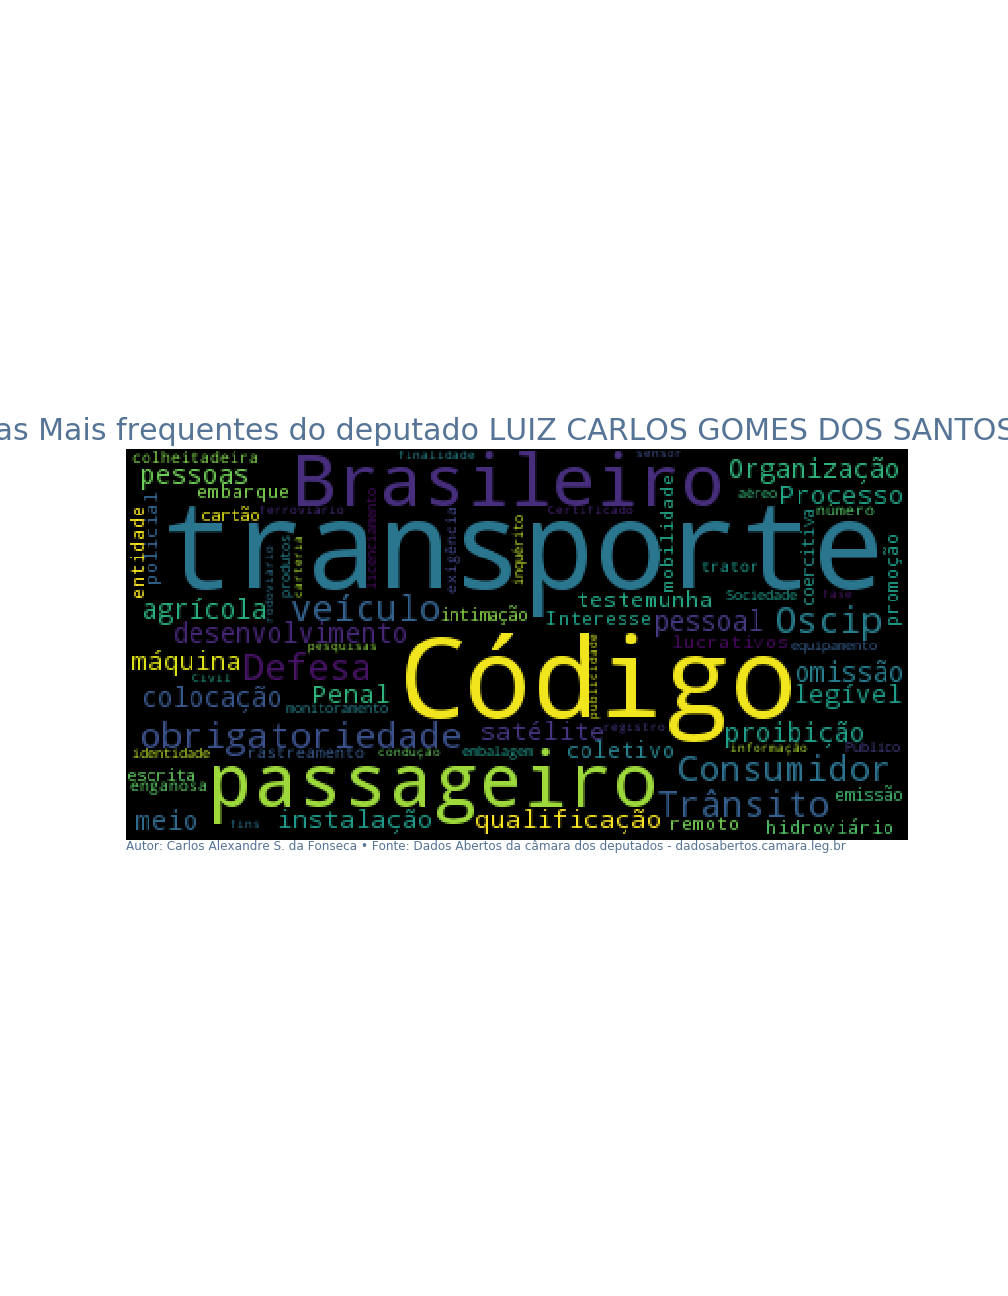 as Mais frequentes do deputado LUIZ CARLOS GOMES DOS SANTOS
colheitadeira
finalidade
sensor
pessoas
Brasileiro
Organização
embarque
aéreo
Processo
cartão
ferroviário
Certificado
número
entidade
policial
transporte
licenciamento
exigência
inquérito
mobilidade
coercitiva
promoção
rodoviário
produtos
carteria
trator
Sociedade
fase
agrícola
veículo
intimação
testemunha
Interesse
pessoal
Oscip
desenvolvimento
pesquisas
publicidade
lucrativos
equipamento
máquina
Civil
Defesa
Código
omissão
colocação
Penal
monitoramento
legível
obrigatoriedade
satélite
registro
proibição
identidade
rastreamento
condução
embalagem
coletivo
informação
Público
escrita
enganosa
passageiro
Consumidor
Trânsito
emissão
meio
fins
instalação
qualificação
remoto
hidroviário
Autor: Carlos Alexandre S. da Fonseca • Fonte: Dados Abertos da câmara dos deputados - dadosabertos.camara.leg.br